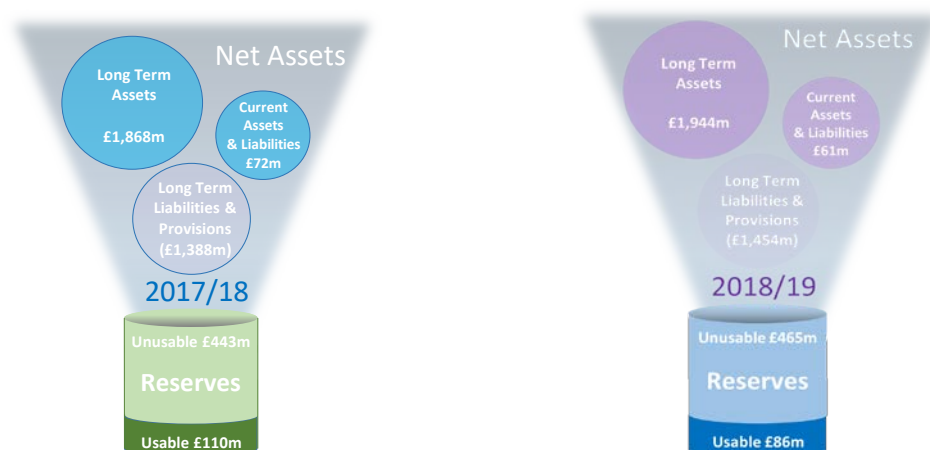 Net Assets
Long Term
Assets
£1,868m
Current
Assets
& Liabilities
£72m
Long Term
Liabilities &
Provisions
(£1,388m)
2017/18
Unusable £443m
Reserves
Usable £110m
Net Assets
Long Term
Assets
£1,944m
Current
Assets
& Liabilities
£61m
Long Term
Liabilities &
Provisions
(£1,454m)
2018/19
Unusable £465m
Reserves
Usable £86m